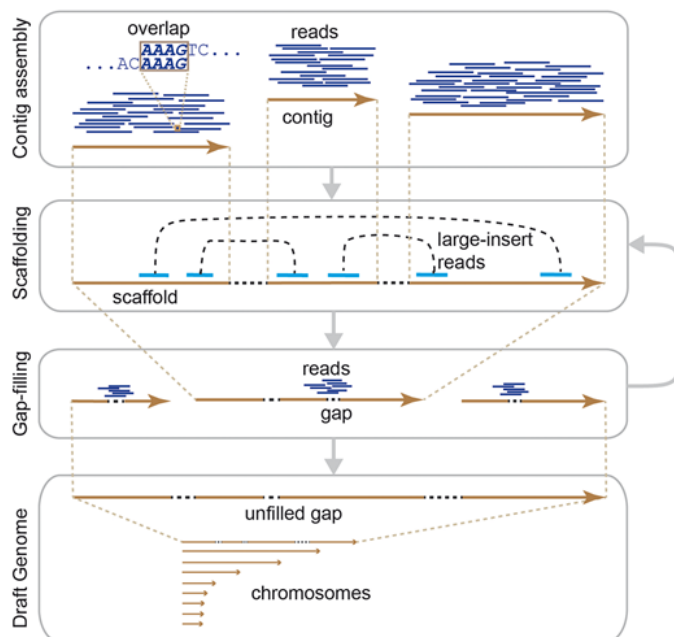 Contig assembly
overlap
AAAGTC...
...ACAAAG
reads
contig
Scaffolding
large-insert
reads
scaffold
Gap-filling
reads
gap
Draft Genome
unfilled gap
chromosomes